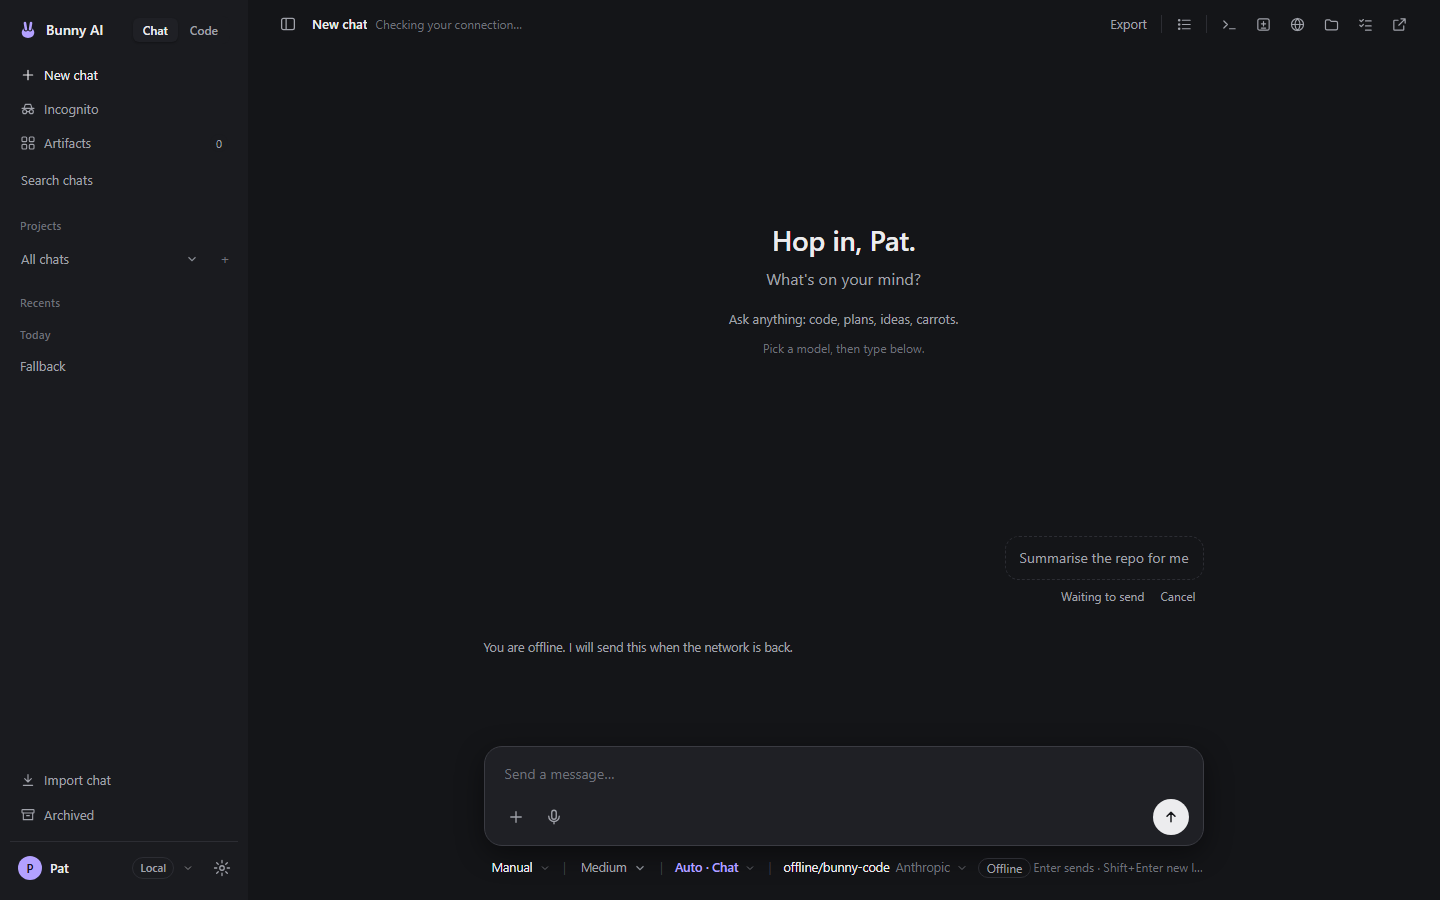 Bunny AI
Chat
Code
New chat
Incognito
Artifacts
0
Search chats
Projects
All chats
+
Recents
Today
Fallback
Import chat
Archived
P
Pat
Local
New chat
Checking your connection...
Export
Hop in, Pat.
What's on your mind?
Ask anything: code, plans, ideas, carrots.
Pick a model, then type below.
Summarise the repo for me
Waiting to send
Cancel
You are offline. I will send this when the network is back.
Send a message...
Manual
Medium
Auto · Chat
offline/bunny-code Anthropic
Offline
Enter sends · Shift+Enter new l...